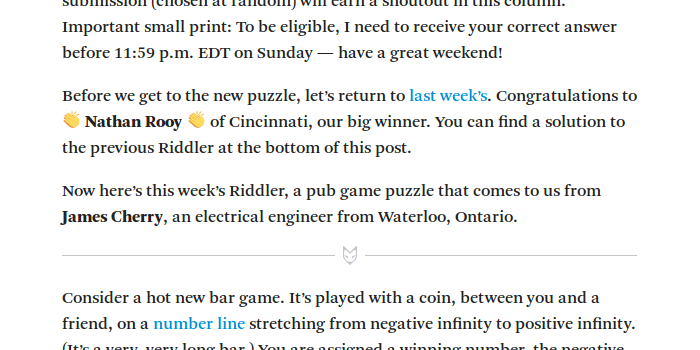 submission (chosen at random) will earn a shoutout in this column.
Important small print: To be eligible, I need to receive your correct answer
before 11:59 p.m. EDT on Sunday — have a great weekend!
Before we get to the new puzzle, let’s return to last week’s. Congratulations to
👏 Nathan Rooy 👏 of Cincinnati, our big winner. You can find a solution to
the previous Riddler at the bottom of this post.
Now here’s this week’s Riddler, a pub game puzzle that comes to us from
James Cherry, an electrical engineer from Waterloo, Ontario.
Consider a hot new bar game. It’s played with a coin, between you and a
friend, on a number line stretching from negative infinity to positive infinity.
(It’s a very, very long bar.) You are assigned a winning number, the negative